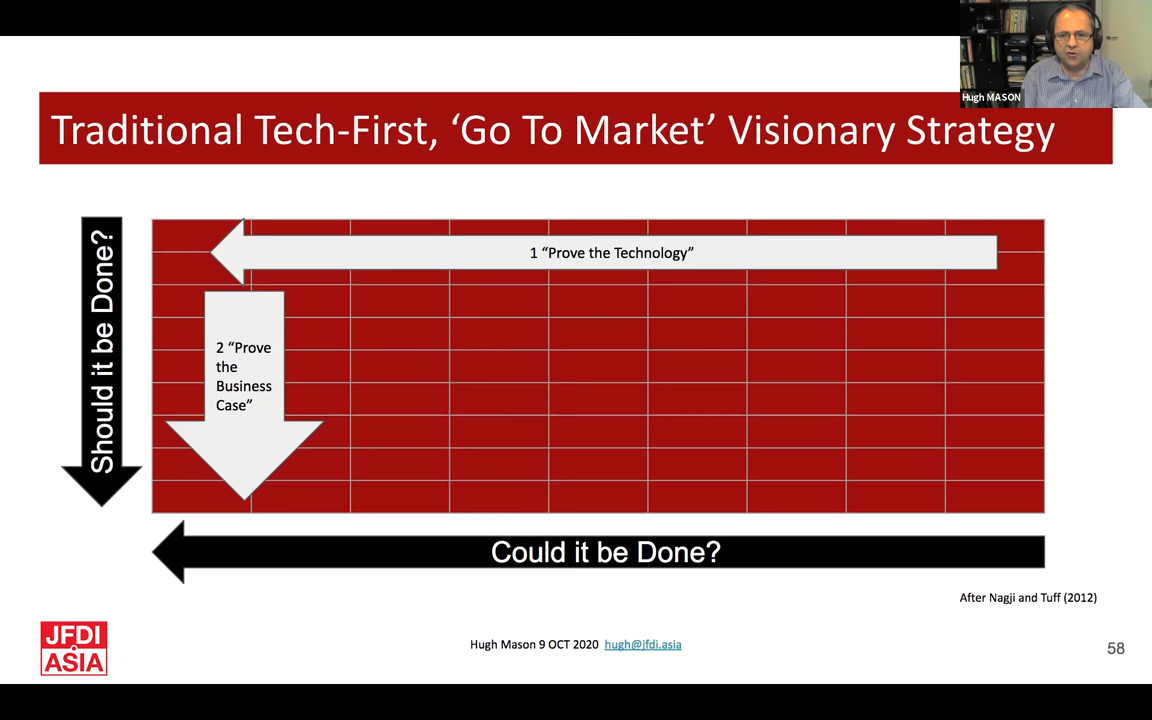 Hugh MASON
Traditional Tech-First, ‘Go To Market’ Visionary Strategy
Should it be Done?
1 “Prove the Technology”
2 “Prove
the
Business
Case”
Could it be Done?
After Nagji and Tuff (2012)
JFDI
ASIA
Hugh Mason 9 OCT 2020 hugh@jfdi.asia
58